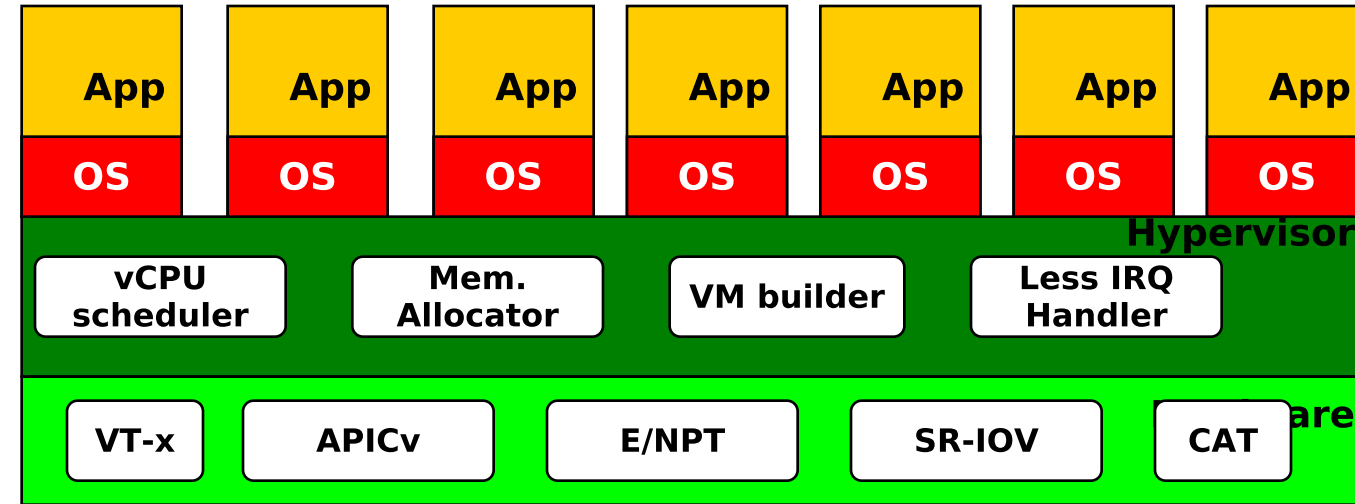 App App App App App App App
OS OS OS OS OS OS OS
Hypervisor
vCPU scheduler
Mem. Allocator
VM builder
Less IRQ Handler
VT-x APICv E/NPT SR-IOV CAT